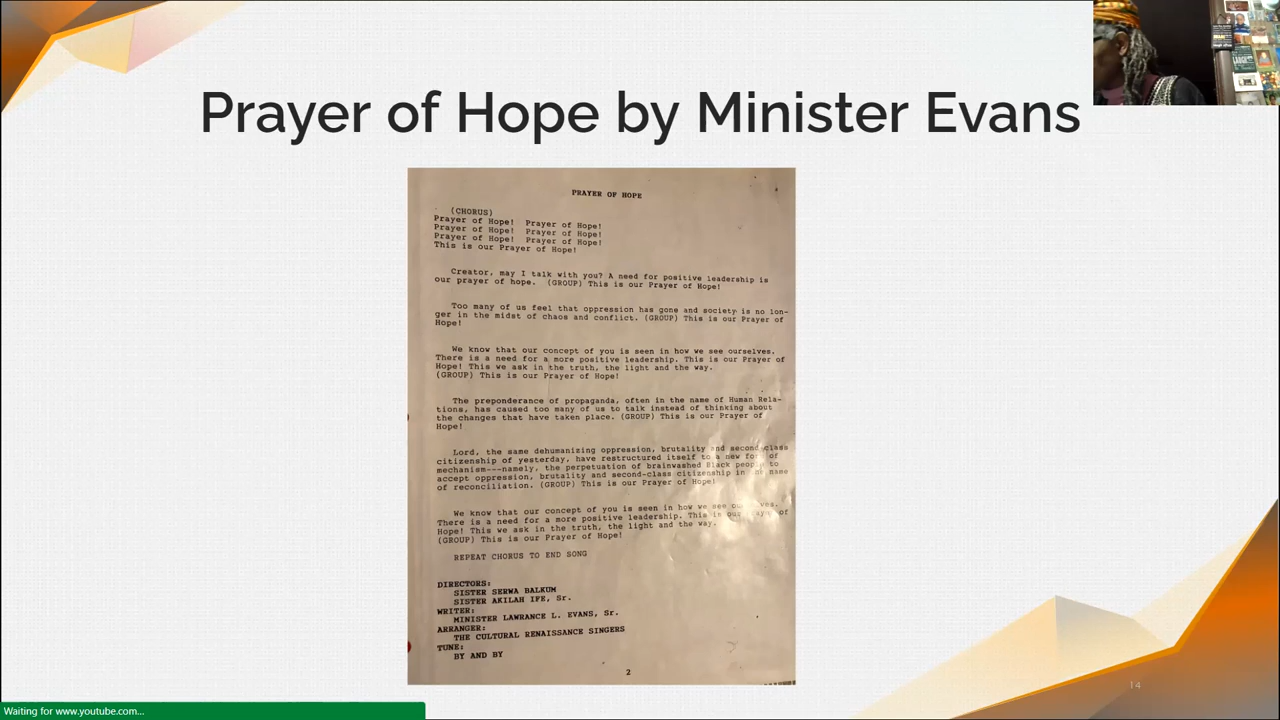 Prayer of Hope by Minister Evans
PRAYER OF HOPE
(CHORUS)
Prayer of Hope! Prayer of Hope!
Prayer of Hope! Prayer of Hope!
Prayer of Hope! Prayer of Hope!
This is our Prayer of Hope!
Creator, may I talk with you? A need for positive leadership is
our prayer of hope. (GROUP) This is our Prayer of Hope!
Too many of us feel that oppression has gone and society is no lon-
ger in the midst of chaos and conflict. (GROUP) This is our Prayer of
Hope!
We know that our concept of you is seen in how we see ourselves.
There is a need for a more positive leadership. This is our Prayer of
Hope! This we ask in the truth, the light and the way.
(GROUP) This is our Prayer of Hope!
The preponderance of propaganda, often in the name of Human Rela-
tions, has caused too many of us to talk instead of thinking about
the changes that have taken place. (GROUP) This is our Prayer of
Hope!
Lord, the same dehumanizing oppression, brutality and second-class
citizenship of yesterday, have restructured itself to a new form of
mechanism---namely, the perpetuation of brainwashed Black people to
accept oppression, brutality and second-class citizenship in the name
of reconciliation. (GROUP) This is our Prayer of Hope!
We know that our concept of you is seen in how we see
There is a need for a more positive leadership. This is our Prayer of
Hope! This we ask in the truth, the light and the way.
(GROUP) This is our Prayer of Hope!
REPEAT CHORUS TO END SONG
DIRECTORS:
SISTER SERWA BALKUM
SISTER AKILAH IFE, Sr.
WRITER:
MINISTER LAWRANCE L. EVANS, Sr.
ARRANGER:
THE CULTURAL RENAISSANCE SINGERS
TUNE:
BY AND BY
2
14
Waiting for www.youtube.com...